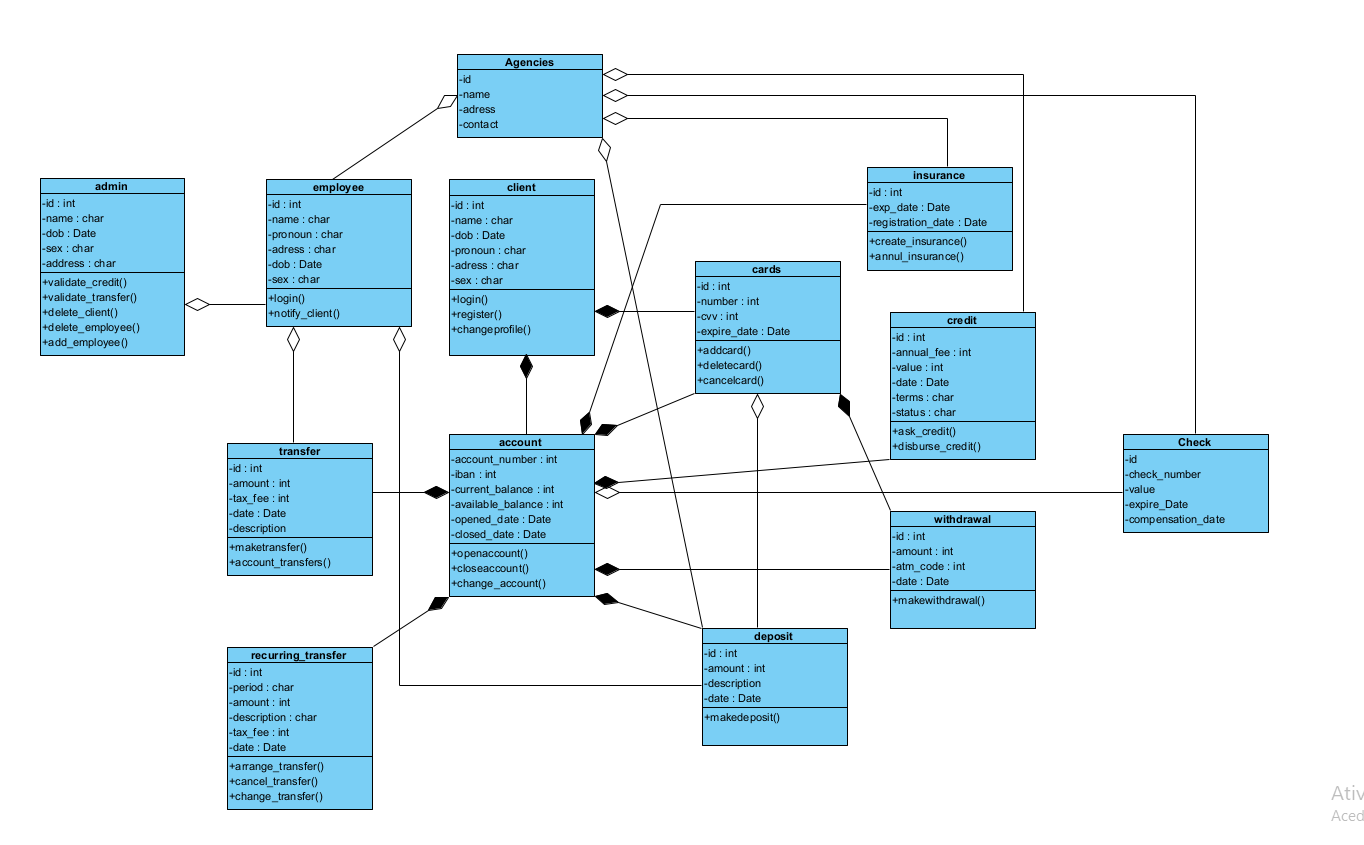 Agencies
-id
-name
-adress
-contact
admin
-id : int
-name : char
-dob : Date
-sex : char
-address : char
+validate_credit()
+validate_transfer()
+delete_client()
+delete_employee()
+add_employee()
employee
-id : int
-name : char
-pronoun : char
-adress : char
-dob : Date
-sex : char
+login()
+notify_client()
client
-id : int
-name : char
-dob : Date
-pronoun : char
-adress : char
-sex : char
+login()
+register()
+changeprofile()
insurance
-id : int
-exp_date : Date
-registration_date : Date
+create_insurance()
+annul_insurance()
cards
-id : int
-number : int
-cvv : int
-expire_date : Date
+addcard()
+deletecard()
+cancelcard()
credit
-id : int
-annual_fee : int
-value : int
-date : Date
-terms : char
-status : char
+ask_credit()
+disburse_credit()
transfer
-id : int
-amount : int
-tax_fee : int
-date : Date
-description
+maketransfer()
+account_transfers()
account
-account_number : int
-iban : int
-current_balance : int
-available_balance : int
-opened_date : Date
-closed_date : Date
+openaccount()
+closeaccount()
+change_account()
Check
-id
-check_number
-value
-expire_Date
-compensation_date
withdrawal
-id : int
-amount : int
-atm_code : int
-date : Date
+makewithdrawal()
recurring_transfer
-id : int
-period : char
-amount : int
-description : char
-tax_fee : int
-date : Date
+arrange_transfer()
+cancel_transfer()
+change_transfer()
deposit
-id : int
-amount : int
-description
-date : Date
+makedeposit()
Ativ
Aced